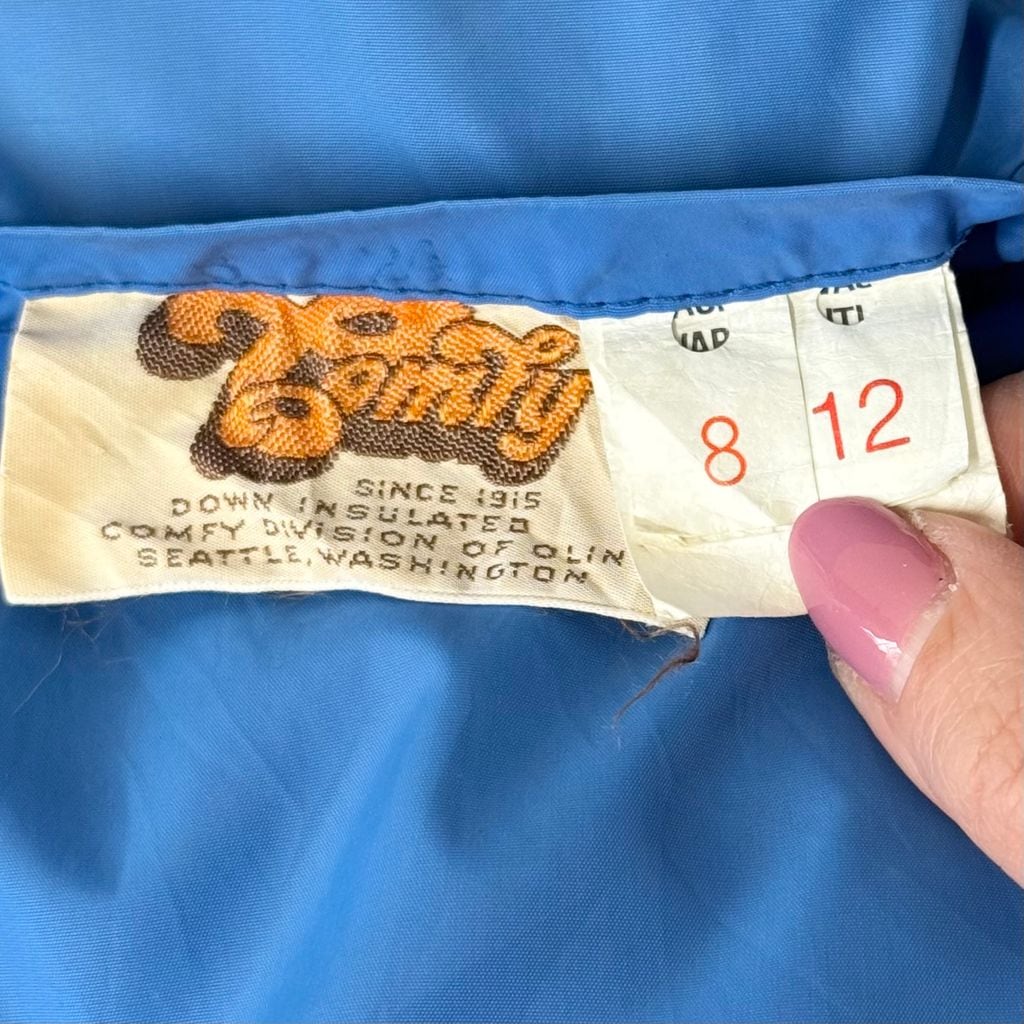 Comfy
SINCE 1915
DOWN INSULATED
COMFY DIVISION OF OLIN
SEATTLE, WASHINGTON
8
12